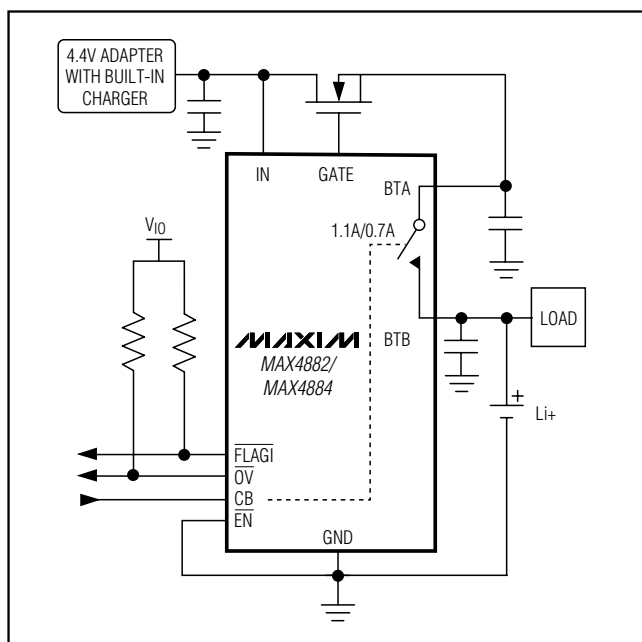 4.4V ADAPTER
WITH BUILT-IN
CHARGER
IN
GATE
BTA
1.1A/0.7A
VIO
LOAD
MAXIM
BTB
MAX4882/
MAX4884
+
Li+
FLAGI
OV
CB
EN
GND